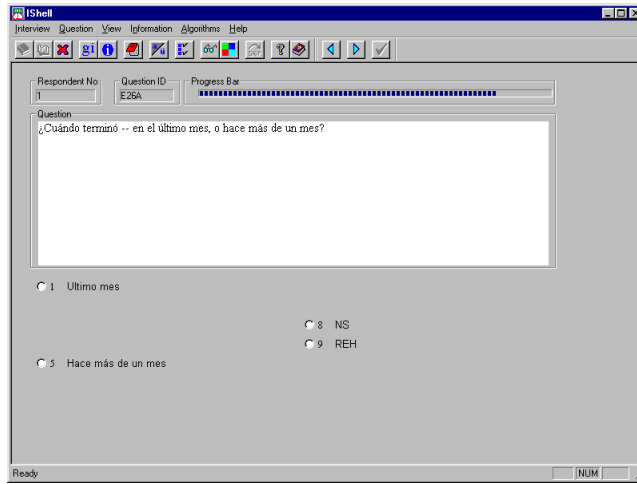 IShell
Interview Question View Information Algorithms Help
gi
Respondent No
1
Question ID
E26A
Progress Bar
Question
¿Cuándo terminó -- en el último mes, o hace más de un mes?
1 Ultimo mes
8 NS
9 REH
5 Hace más de un mes
Ready
NUM